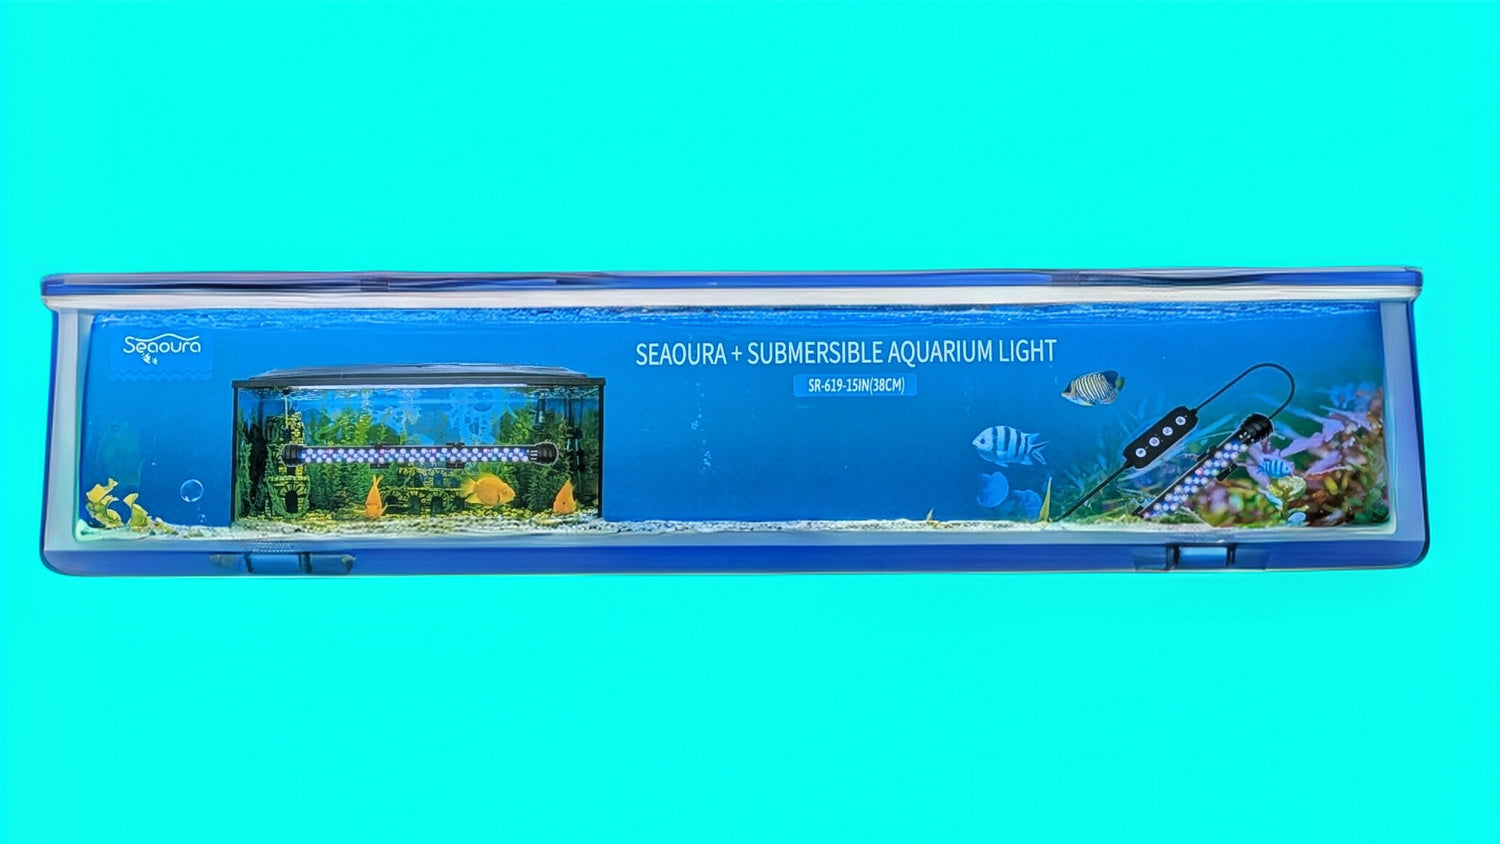 Seaoura
SEAOURA + SUBMERSIBLE AQUARIUM LIGHT
SR-619-15IN(38CM)